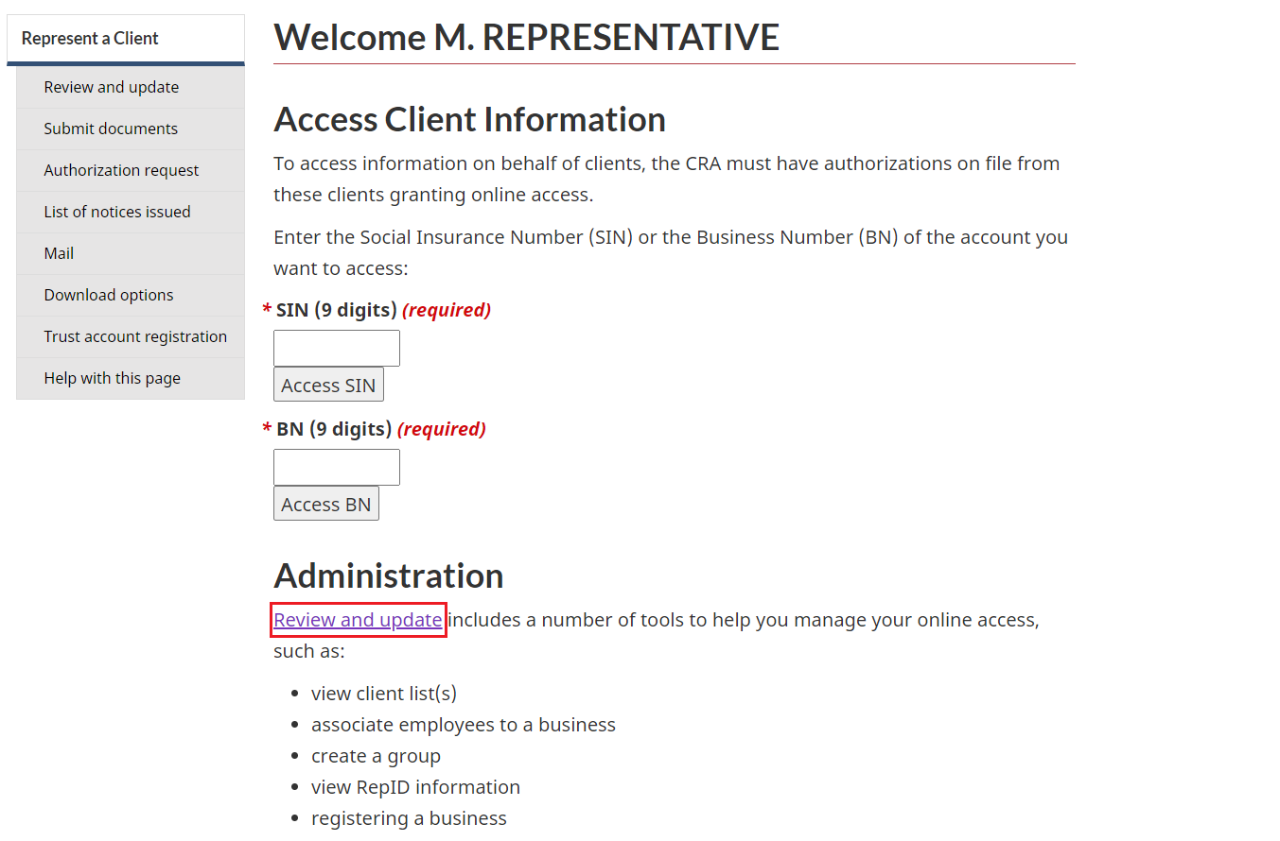 Represent a Client
Review and update
Submit documents
Authorization request
List of notices issued
Mail
Download options
Trust account registration
Help with this page
Welcome M. REPRESENTATIVE
Access Client Information
To access information on behalf of clients, the CRA must have authorizations on file from
these clients granting online access.
Enter the Social Insurance Number (SIN) or the Business Number (BN) of the account you
want to access:
* SIN (9 digits) (required)
Access SIN
* BN (9 digits) (required)
Access BN
Administration
Review and update includes a number of tools to help you manage your online access,
such as:
• view client list(s)
• associate employees to a business
• create a group
• view RepID information
• registering a business